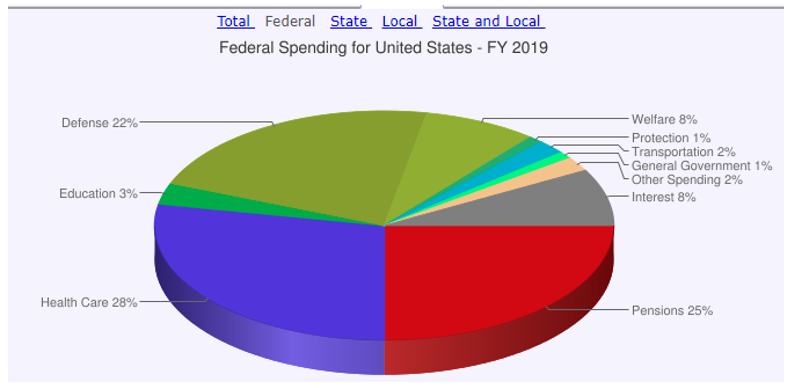 Total Federal State Local State and Local
Federal Spending for United States - FY 2019
Defense 22%
Welfare 8%
Protection 1%
Transportation 2%
General Government 1%
Other Spending 2%
Education 3%
Interest 8%
Health Care 28%
Pensions 25%